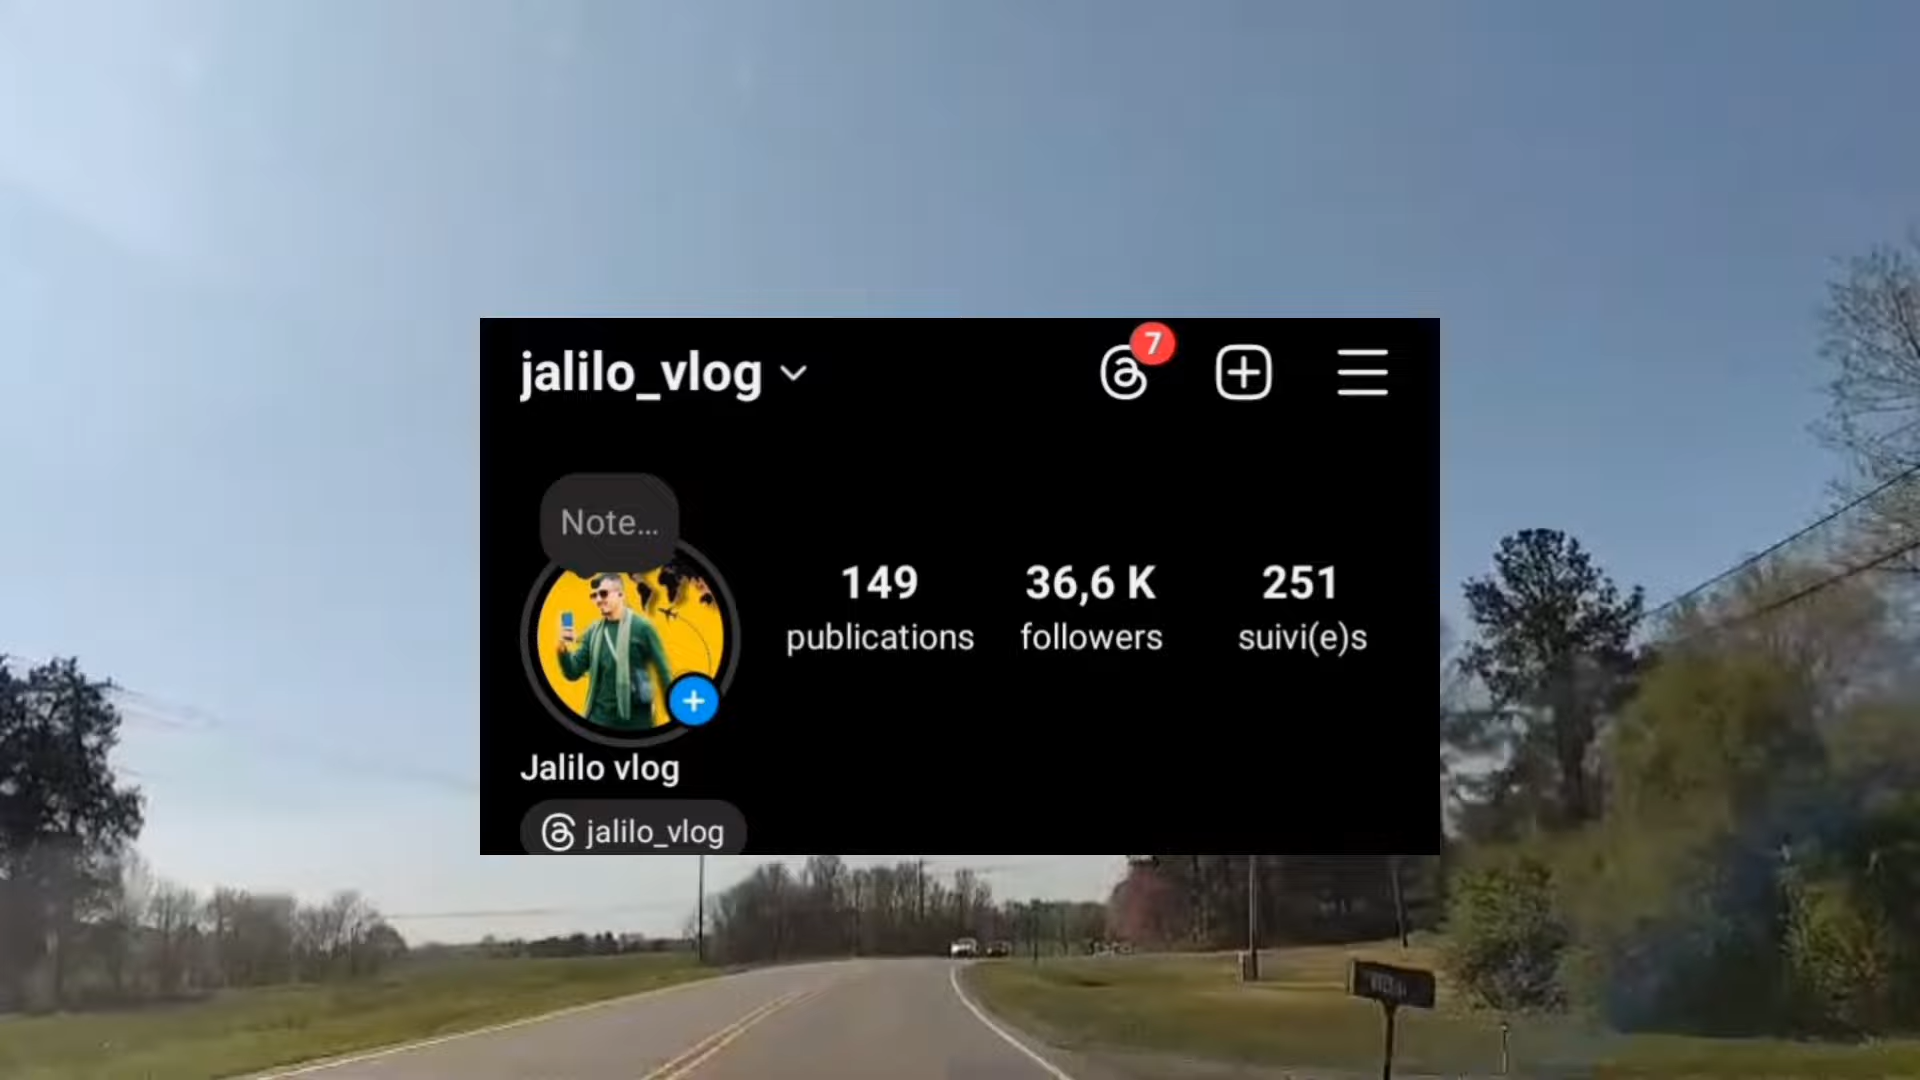 jalilo_vlog
7
Note...
149 36,6 K 251
publications followers suivi(e)s
Jalilo vlog
jalilo_vlog